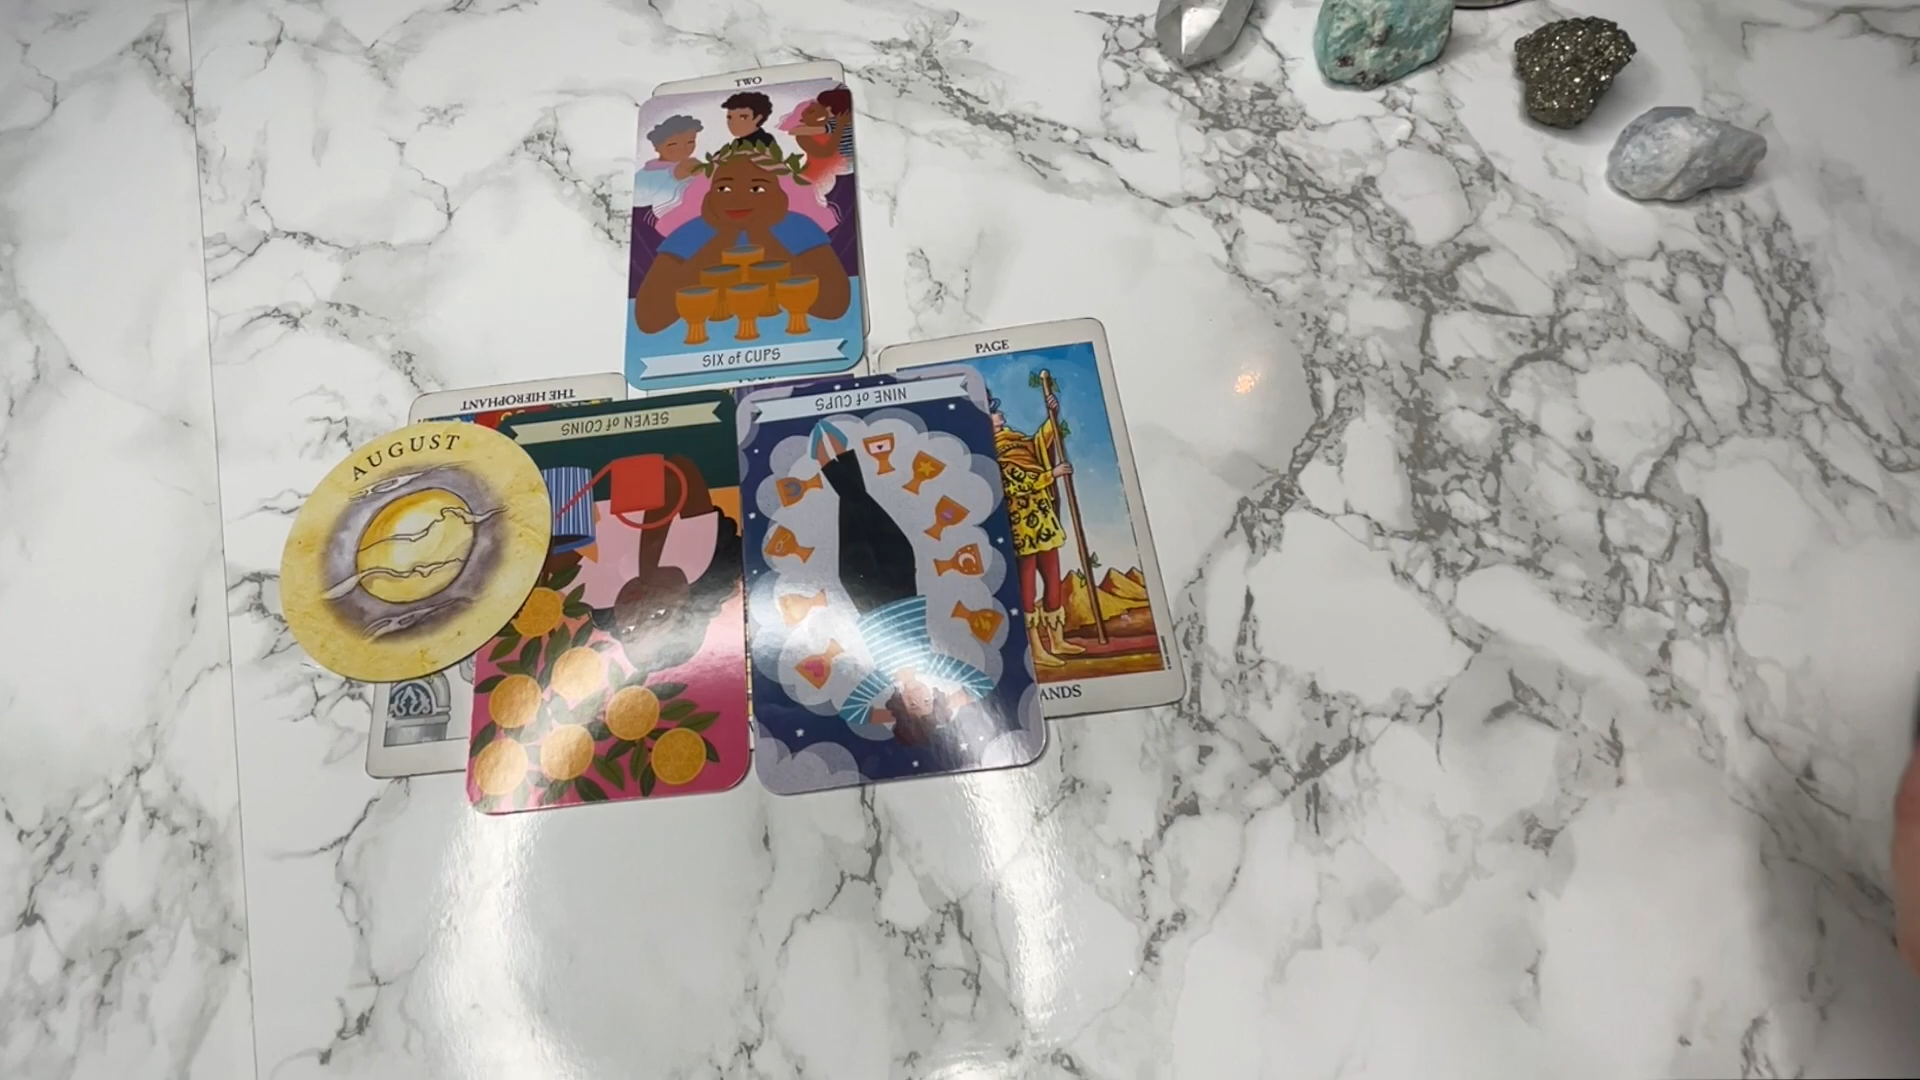 TWO
SIX of CUPS
PAGE
THE HIEROPHANT
NINE of CUPS
SEVEN of COINS
AUGUST
ANDS